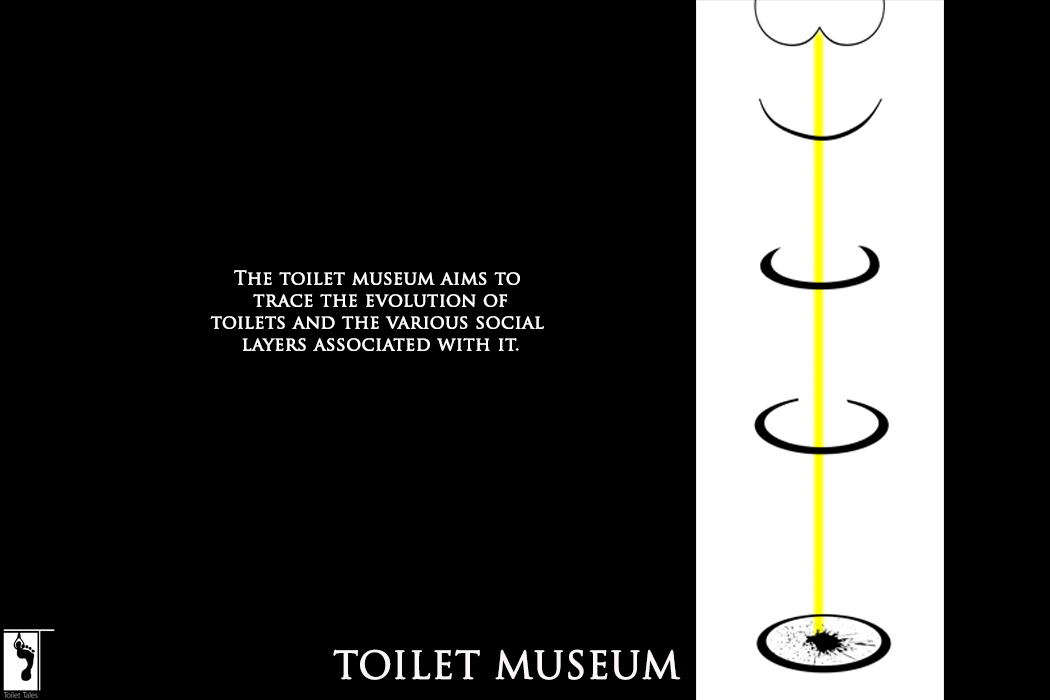 The toilet museum aims to
trace the evolution of
toilets and the various social
layers associated with it.
TOILET MUSEUM
Toilet Tales